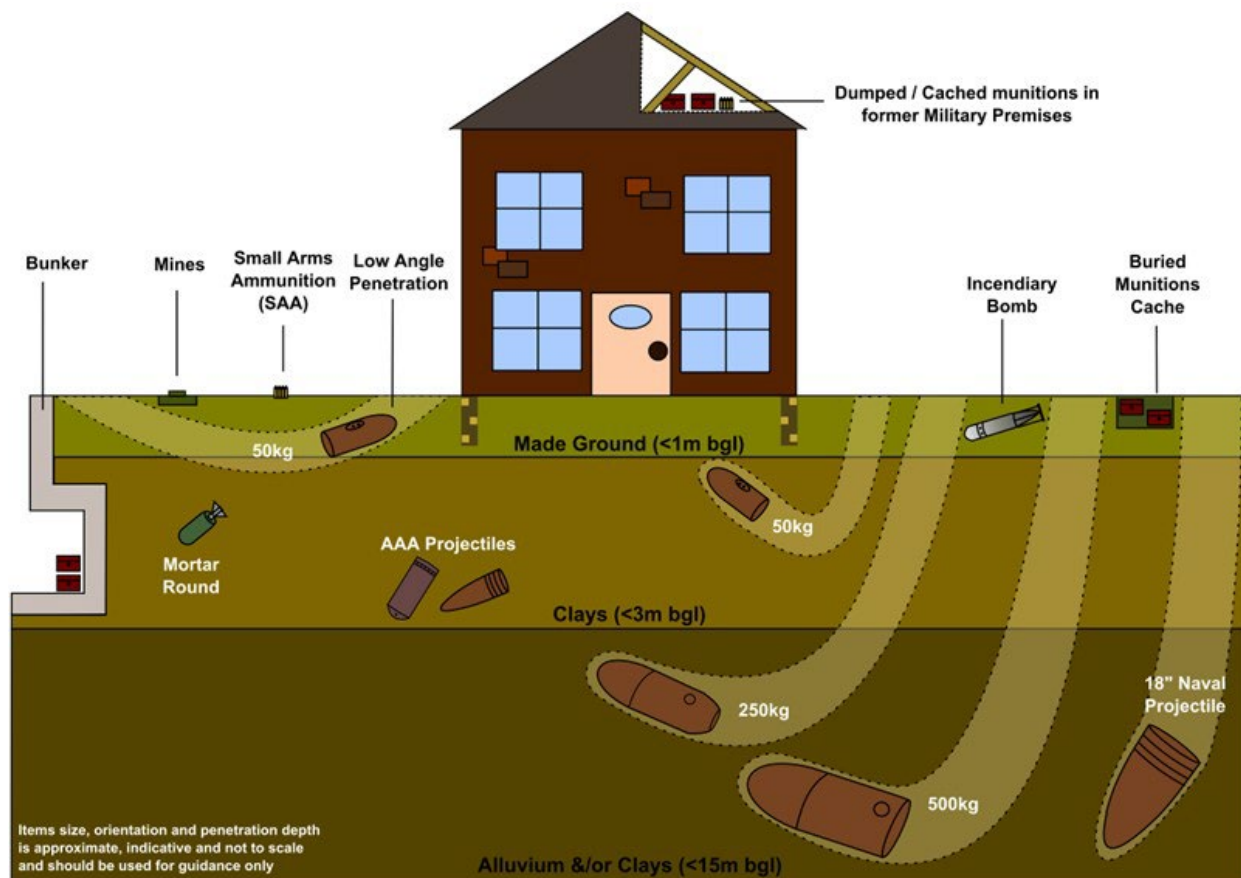 Dumped / Cached munitions in
former Military Premises
Bunker
Mines
Small Arms
Ammunition
(SAA)
Low Angle
Penetration
Incendiary
Bomb
Buried
Munitions
Cache
50kg
Made Ground (<1m bgl)
50kg
Mortar
Round
AAA Projectiles
Clays (<3m bgl)
250kg
18" Naval
Projectile
500kg
Items size, orientation and penetration depth
is approximate, indicative and not to scale
and should be used for guidance only
Alluvium &/or Clays (<15m bgl)